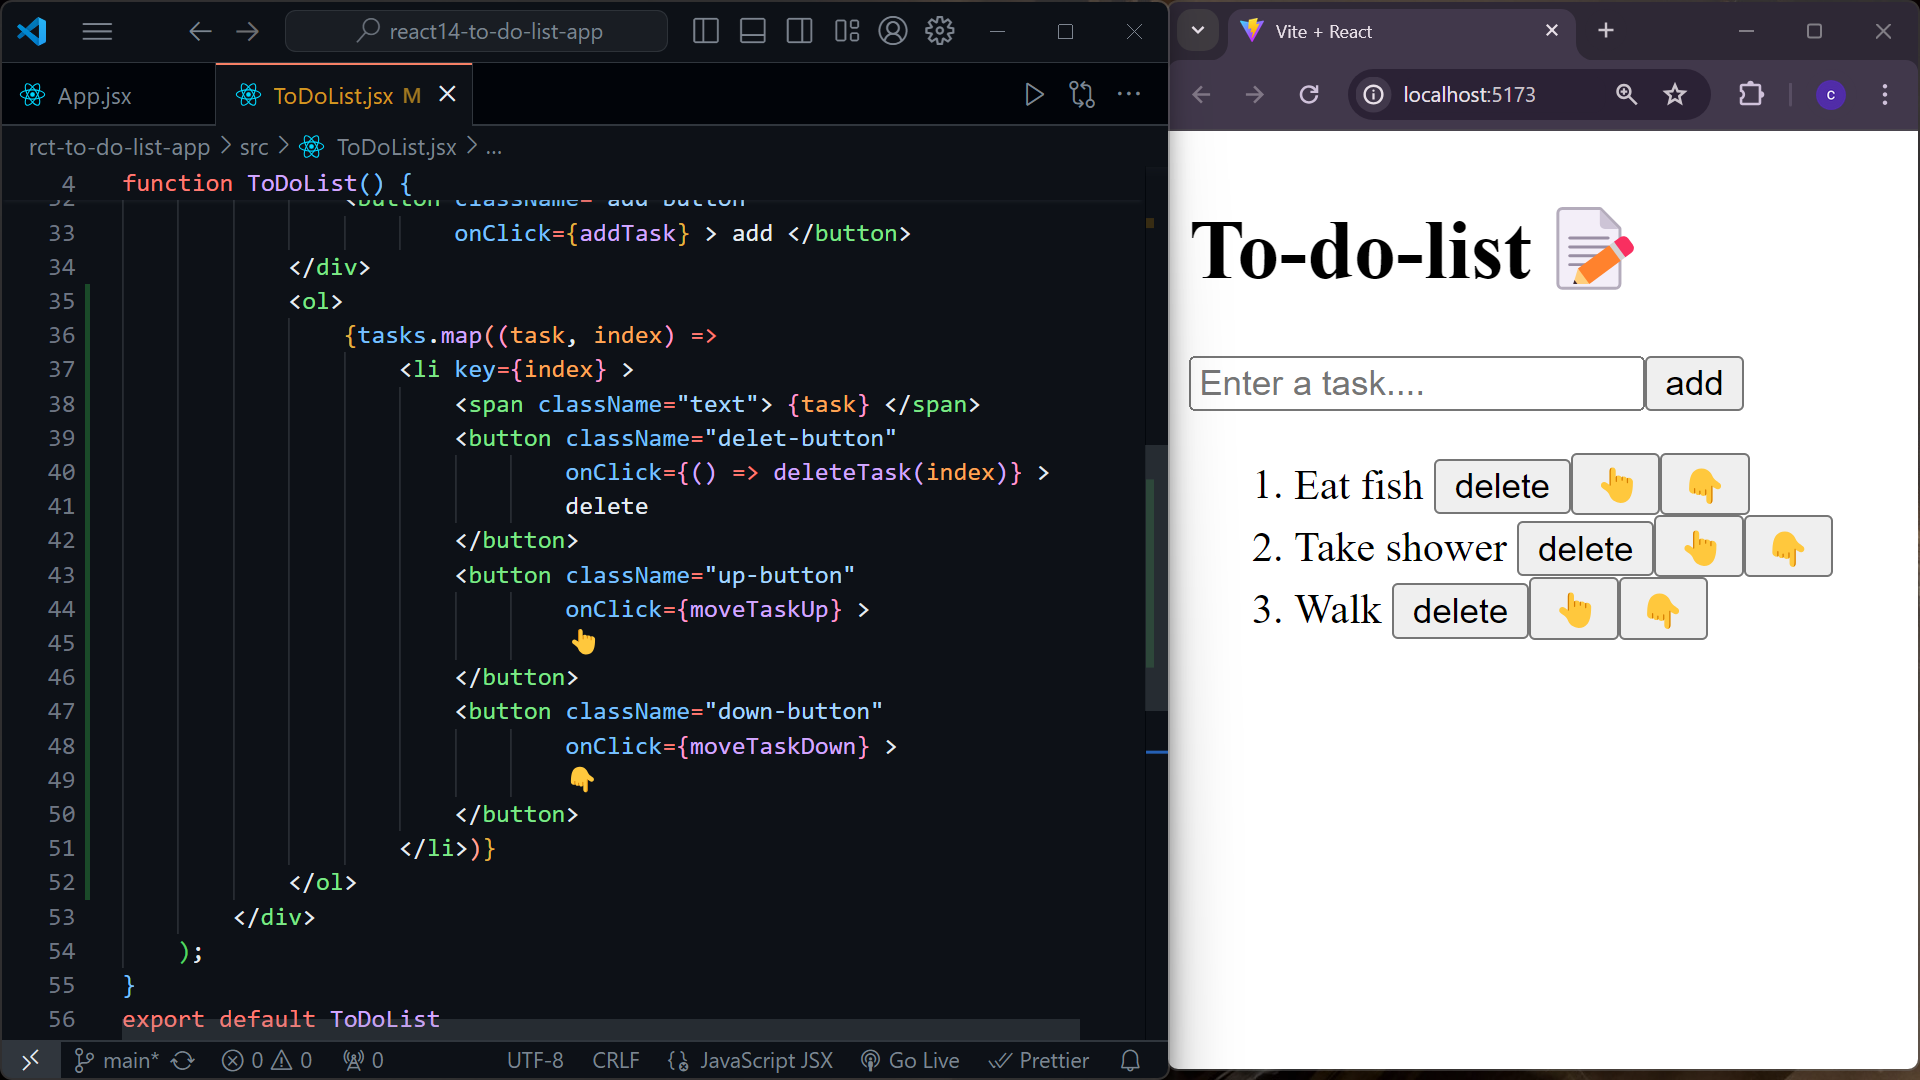 react14-to-do-list-app
App.jsx
ToDoList.jsx M
rct-to-do-list-app > src > ToDoList.jsx > ...
4 function ToDoList() {
32 <button className="add-button"
33 onClick={addTask} > add </button>
34 </div>
35 <ol>
36 {tasks.map((task, index) =>
37 <li key={index} >
38 <span className="text"> {task} </span>
39 <button className="delet-button"
40 onClick={() => deleteTask(index)} >
41 delete
42 </button>
43 <button className="up-button"
44 onClick={moveTaskUp} >
45 👆
46 </button>
47 <button className="down-button"
48 onClick={moveTaskDown} >
49 👇
50 </button>
51 </li>)}
52 </ol>
53 </div>
54 );
55 }
56 export default ToDoList
main* 0 0 0 UTF-8 CRLF JavaScript JSX Go Live Prettier
Vite + React
localhost:5173
c
To-do-list 📝
Enter a task.... add
1. Eat fish delete 👆 👇
2. Take shower delete 👆 👇
3. Walk delete 👆 👇